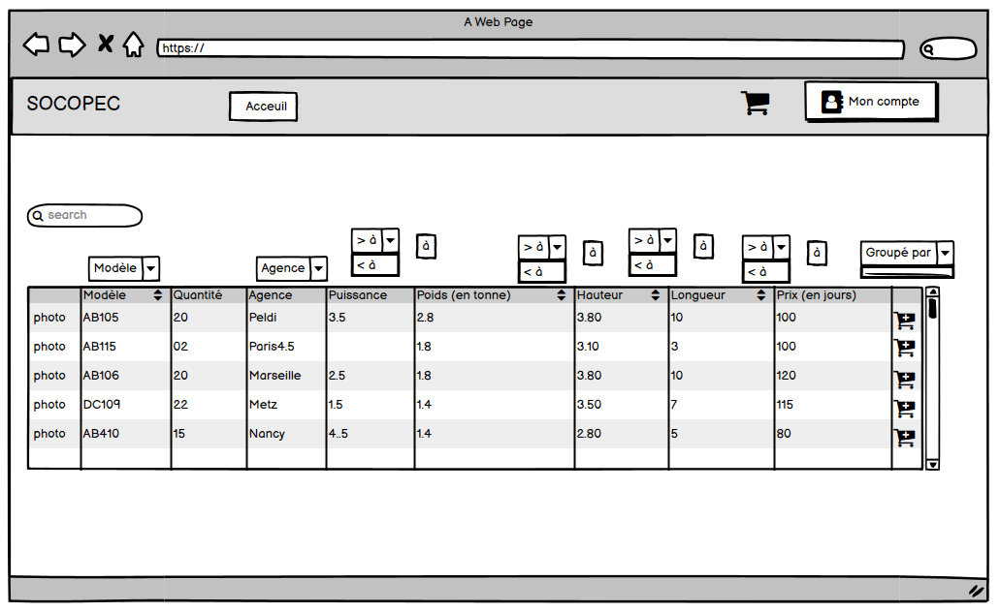 A Web Page
https://
SOCOPEC
Acceuil
Mon compte
search
> à
à
> à
à
> à
à
> à
à
Groupé par
Modèle
Agence
< à
< à
< à
< à
Modèle Quantité Agence Puissance Poids (en tonne) Hauteur Longueur Prix (en jours)
photo AB105 20 Peldi 3.5 2.8 3.80 10 100
photo AB115 02 Paris4.5 1.8 3.10 3 100
photo AB106 20 Marseille 2.5 1.8 3.80 10 120
photo DC109 22 Metz 1.5 1.4 3.50 7 115
photo AB410 15 Nancy 4..5 1.4 2.80 5 80